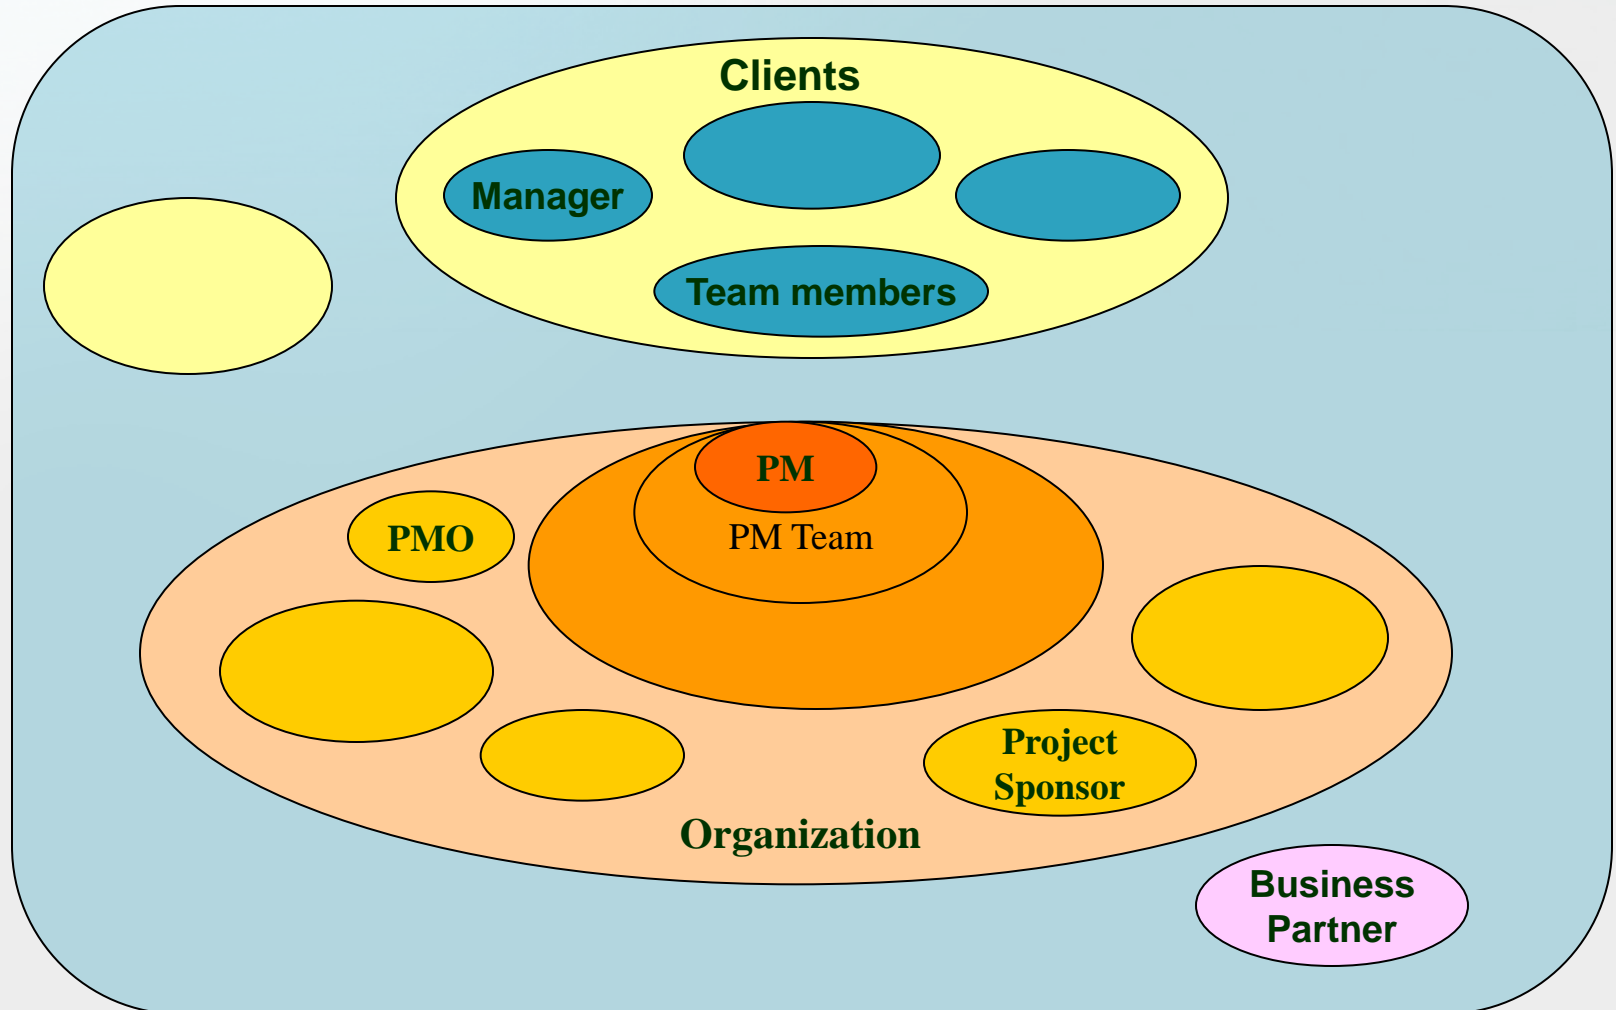 Clients
Manager
Team members
PM
PM Team
PMO
Project
Sponsor
Organization
Business
Partner